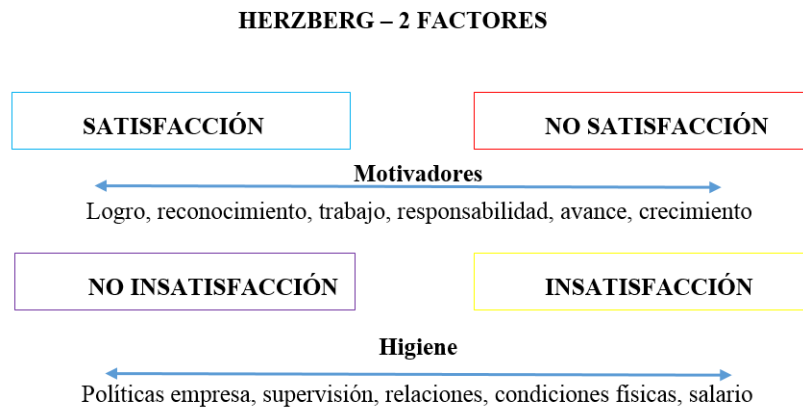 HERZBERG – 2 FACTORES
SATISFACCIÓN
NO SATISFACCIÓN
Motivadores
Logro, reconocimiento, trabajo, responsabilidad, avance, crecimiento
NO INSATISFACCIÓN
INSATISFACCIÓN
Higiene
Políticas empresa, supervisión, relaciones, condiciones físicas, salario